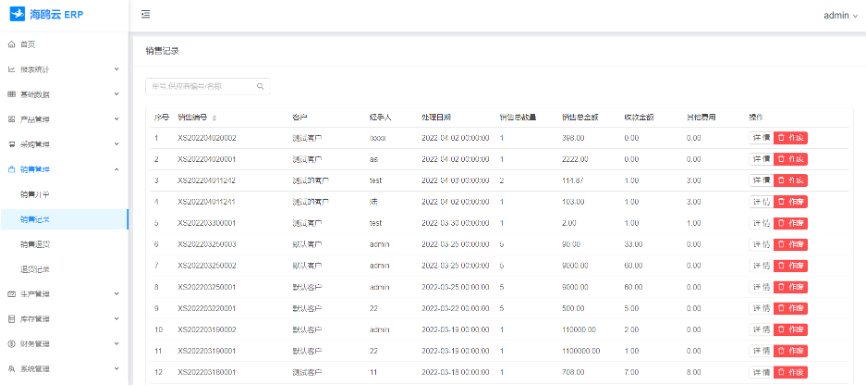 海鸥云 ERP
admin
首页
报表统计
基础数据
产品管理
采购管理
销售管理
销售开单
销售记录
销售退货
退货记录
生产管理
库存管理
财务管理
系统管理
销售记录
单号,供应商编号/名称
序号 销售编号 客户 经手人 处理日期 销售总数量 销售总金额 收款金额 其他费用 操作
1 XS202204020002 测试客户 2022-04-02 00:00:00 1 398.00 0.00 0.00 详 情 作废
2 XS202204020001 测试客户 aa 2022-04-02 00:00:00 1 2222.00 0.00 0.00 详 情 作废
3 XS202204011242 测试的客户 test 2022-04-03 00:00:00 2 114.87 1.00 3.00 详 情 作废
4 XS202204011241 测试的客户 2022-04-02 00:00:00 1 103.00 1.00 3.00 详 情 作废
5 XS202203300001 测试客户 test 2022-03-30 00:00:00 1 2.00 1.00 1.00 详 情 作废
6 XS202203250003 默认客户 admin 2022-03-25 00:00:00 5 90.00 33.00 0.00 详 情 作废
7 XS202203250002 默认客户 admin 2022-03-25 00:00:00 5 9000.00 60.00 0.00 详 情 作废
8 XS202203250001 默认客户 admin 2022-03-25 00:00:00 5 9000.00 60.00 0.00 详 情 作废
9 XS202203220001 默认客户 22 2022-03-22 00:00:00 5 500.00 5.00 0.00 详 情 作废
10 XS202203190002 默认客户 admin 2022-03-19 00:00:00 1 110000.00 2.00 0.00 详 情 作废
11 XS202203190001 默认客户 22 2022-03-19 00:00:00 1 1100000.00 1.00 0.00 详 情 作废
12 XS202203180001 测试客户 11 2022-03-18 00:00:00 1 708.00 7.00 8.00 详 情 作废